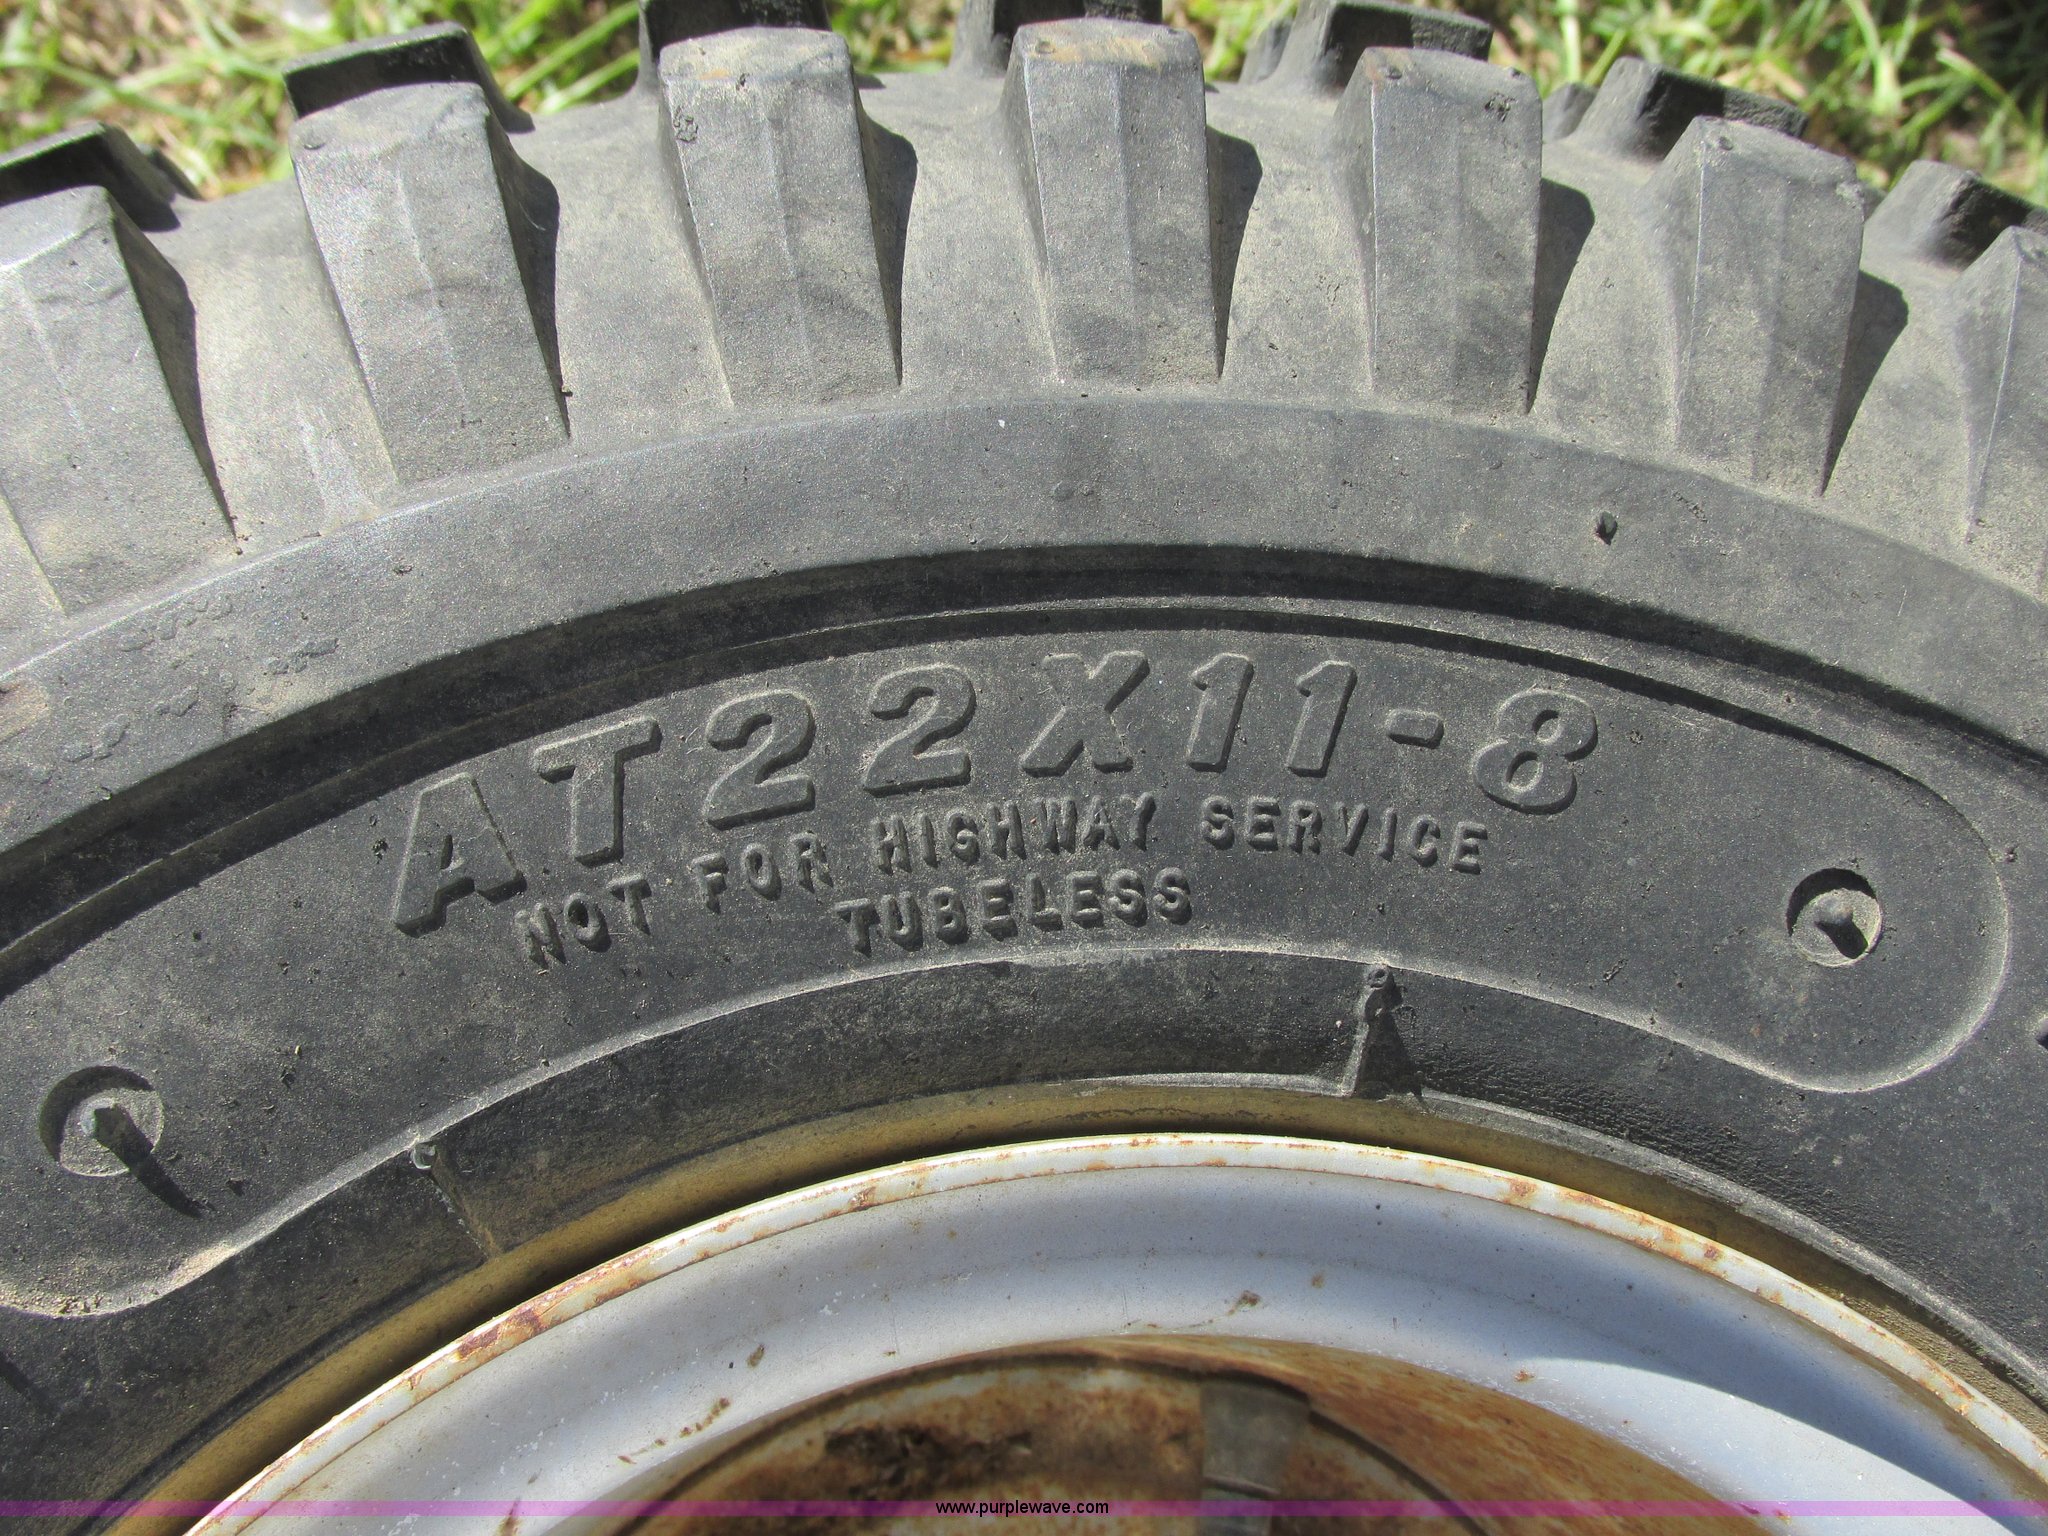 AT22X11-8
NOT FOR HIGHWAY SERVICE
TUBELESS
www.purplewave.com